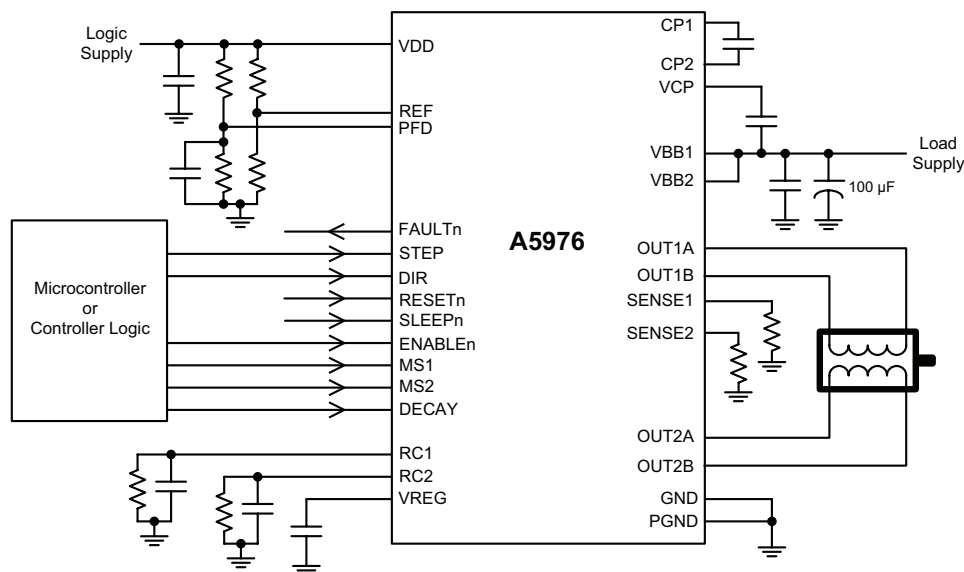 Logic
Supply
VDD
REF
PFD
FAULTn
STEP
DIR
RESETn
SLEEPn
ENABLEn
MS1
MS2
DECAY
RC1
RC2
VREG
Microcontroller
or
Controller Logic
A5976
CP1
CP2
VCP
VBB1
VBB2
OUT1A
OUT1B
SENSE1
SENSE2
OUT2A
OUT2B
GND
PGND
Load
Supply
100 µF